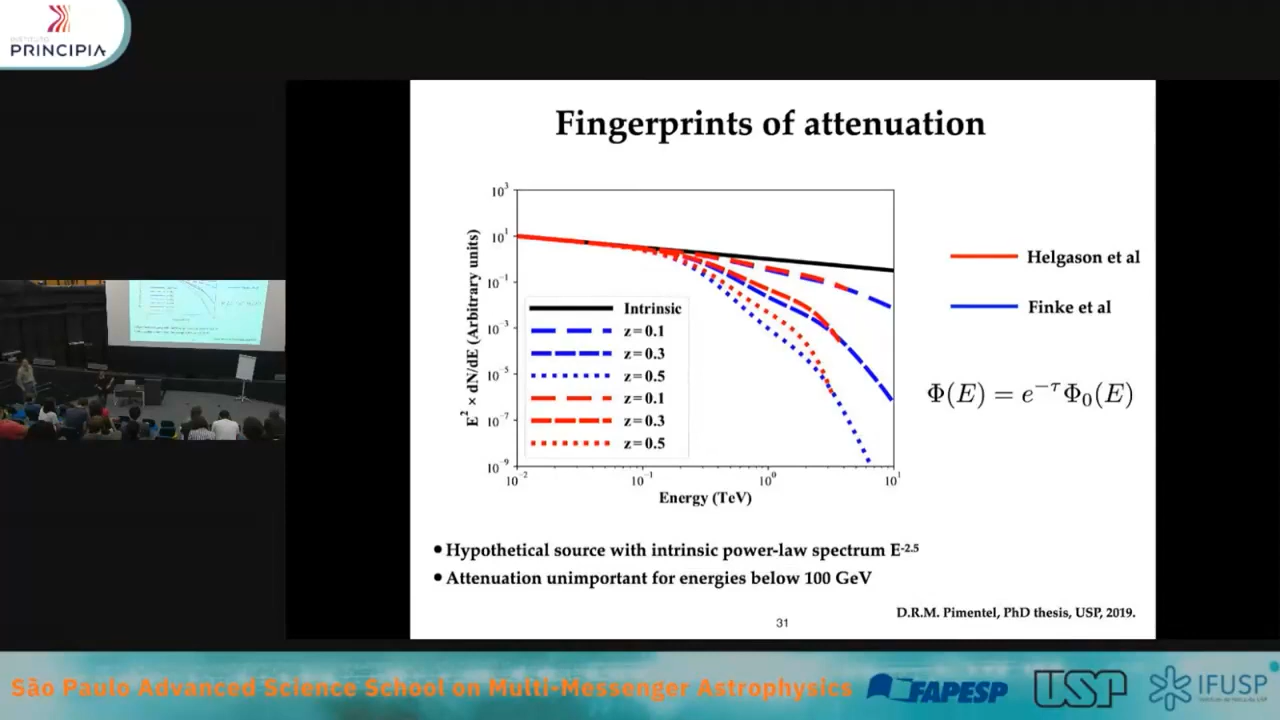 INSTITUTO
PRINCIPIA
Fingerprints of attenuation
10³
10¹
10⁻¹
10⁻³
10⁻⁵
10⁻⁷
10⁻⁹
E² × dN/dE (Arbitrary units)
Intrinsic
z=0.1
z=0.3
z=0.5
z=0.1
z=0.3
z=0.5
10⁻² 10⁻¹ 10⁰ 10¹
Energy (TeV)
Helgason et al
Finke et al
Φ(E) = e^{-τ}Φ₀(E)
• Hypothetical source with intrinsic power-law spectrum E⁻²·⁵
• Attenuation unimportant for energies below 100 GeV
D.R.M. Pimentel, PhD thesis, USP, 2019.
31
São Paulo Advanced Science School on Multi-Messenger Astrophysics
FAPESP
USP
IFUSP